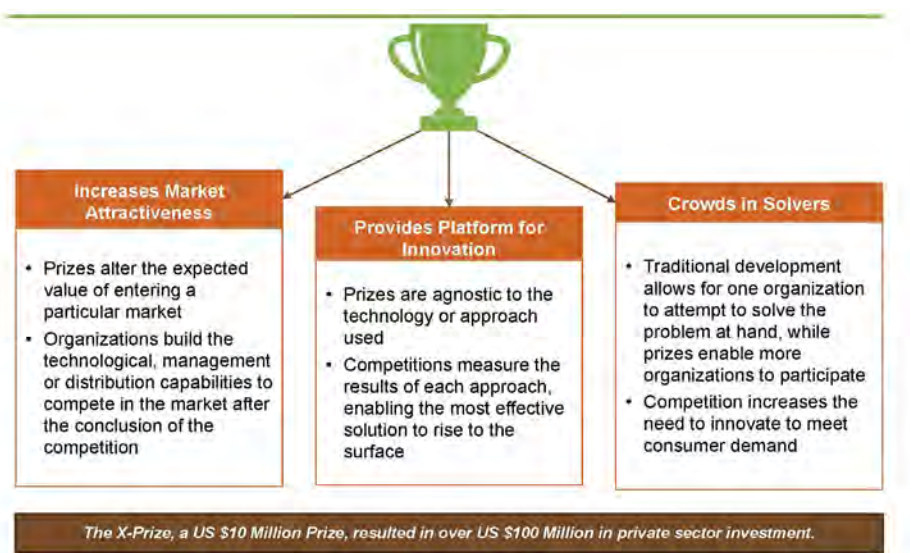 Increases Market
Attractiveness
• Prizes alter the expected
value of entering a
particular market
• Organizations build the
technological, management
or distribution capabilities to
compete in the market after
the conclusion of the
competition
Provides Platform for
Innovation
• Prizes are agnostic to the
technology or approach
used
• Competitions measure the
results of each approach,
enabling the most effective
solution to rise to the
surface
Crowds in Solvers
• Traditional development
allows for one organization
to attempt to solve the
problem at hand, while
prizes enable more
organizations to participate
• Competition increases the
need to innovate to meet
consumer demand
The X-Prize, a US $10 Million Prize, resulted in over US $100 Million in private sector investment.